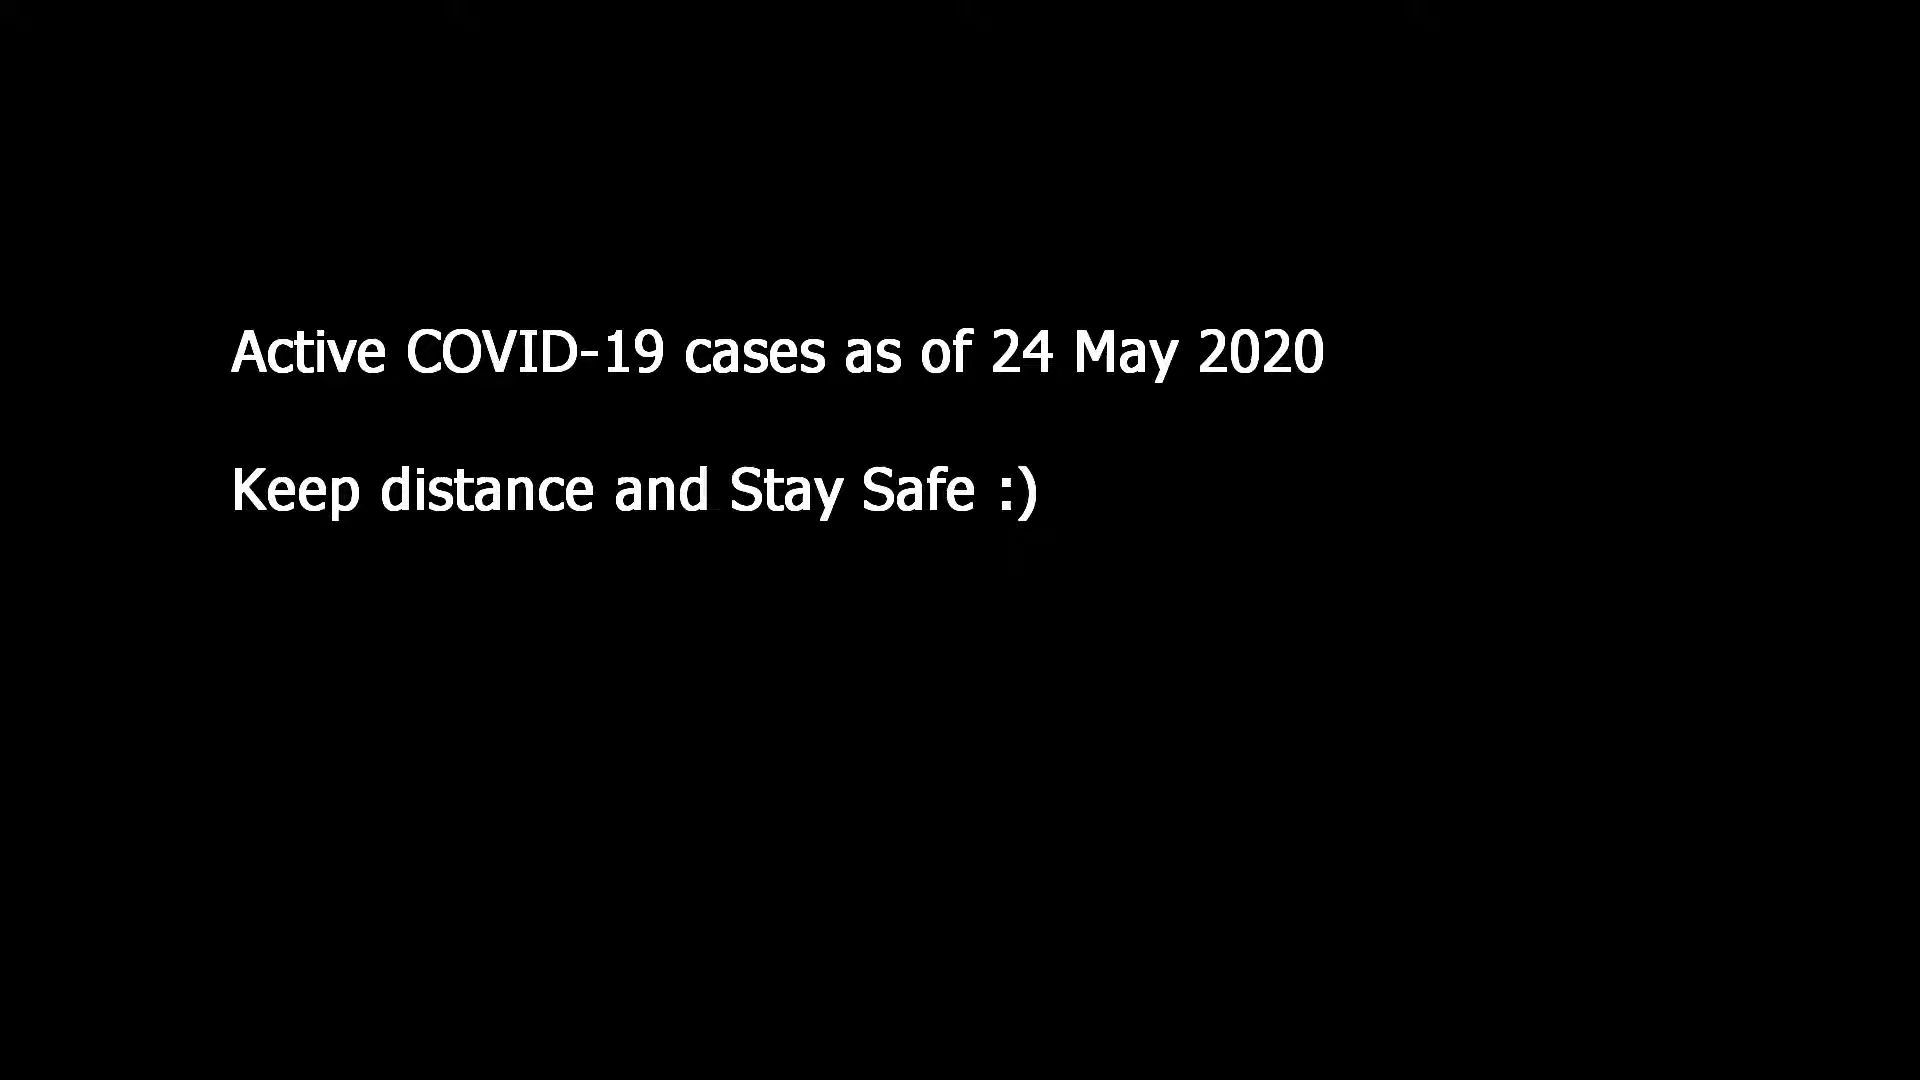 Active COVID-19 cases as of 24 May 2020
Keep distance and Stay Safe :)